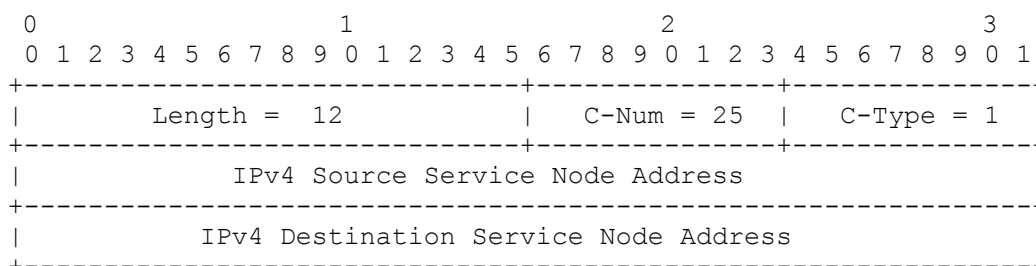 0                   1                   2                   3
 0 1 2 3 4 5 6 7 8 9 0 1 2 3 4 5 6 7 8 9 0 1 2 3 4 5 6 7 8 9 0 1
+-------------------------------+---------------+---------------
|        Length =  12           |   C-Num = 25  |   C-Type = 1
+-------------------------------+---------------+---------------
|             IPv4 Source Service Node Address
+----------------------------------------------------------------
|           IPv4 Destination Service Node Address
+----------------------------------------------------------------